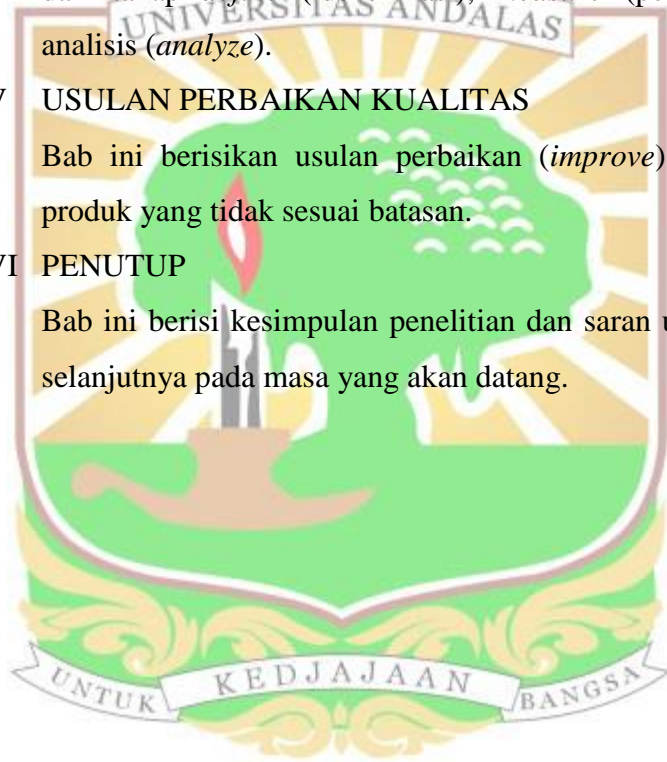 UNIVERSITAS ANDALAS
analisis (analyze).
USULAN PERBAIKAN KUALITAS
Bab ini berisikan usulan perbaikan (improve)
produk yang tidak sesuai batasan.
VI PENUTUP
Bab ini berisi kesimpulan penelitian dan saran
selanjutnya pada masa yang akan datang.
UNTUK KEDJAJAAN BANGSA